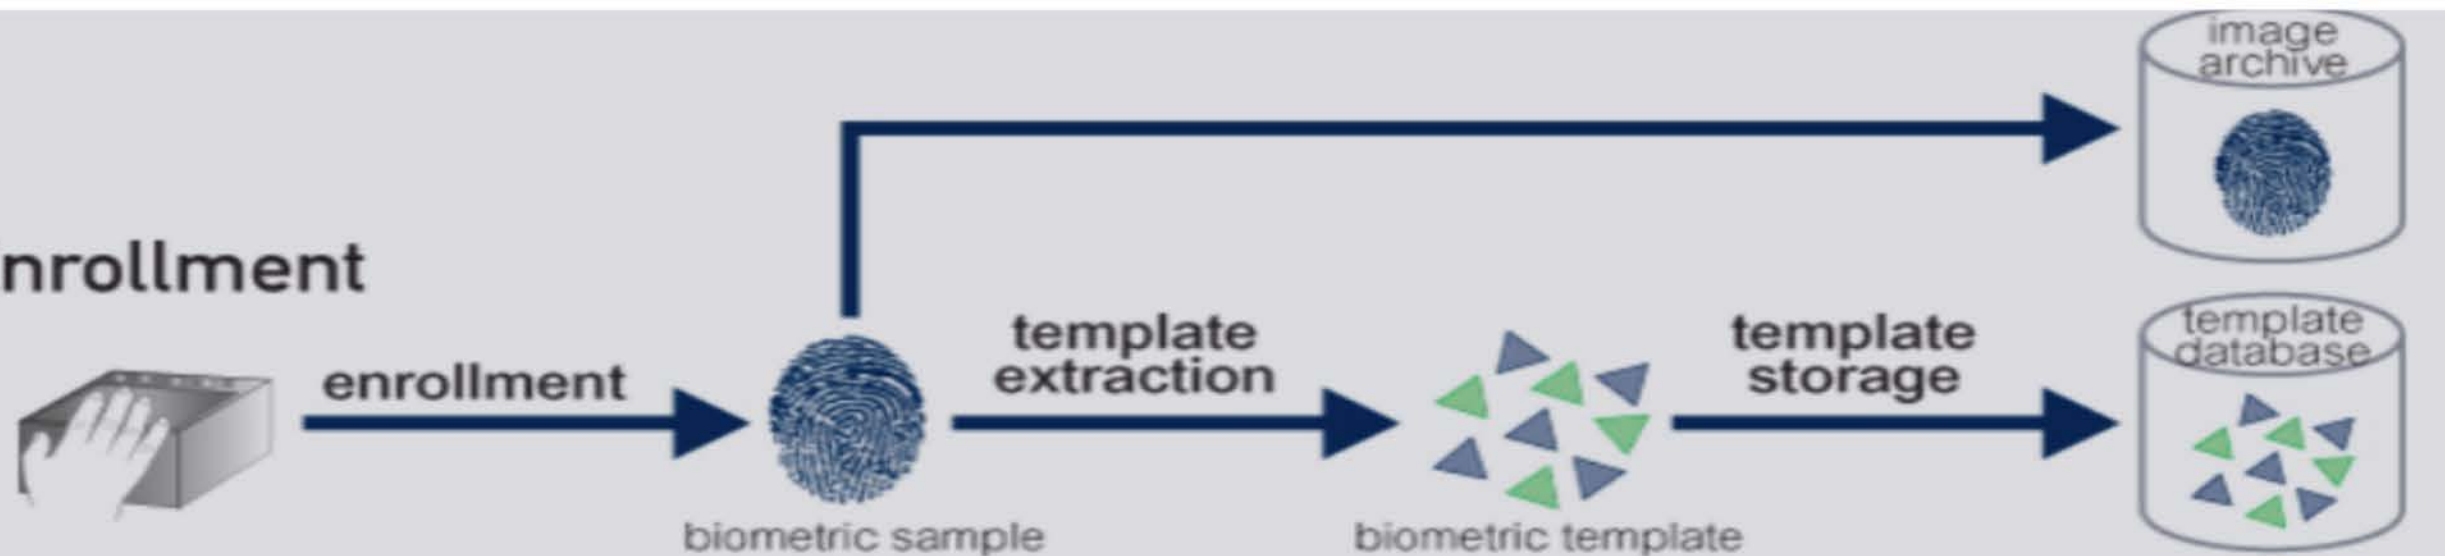 image
archive
nrollment
enrollment
template
extraction
template
storage
template
database
biometric sample
biometric template